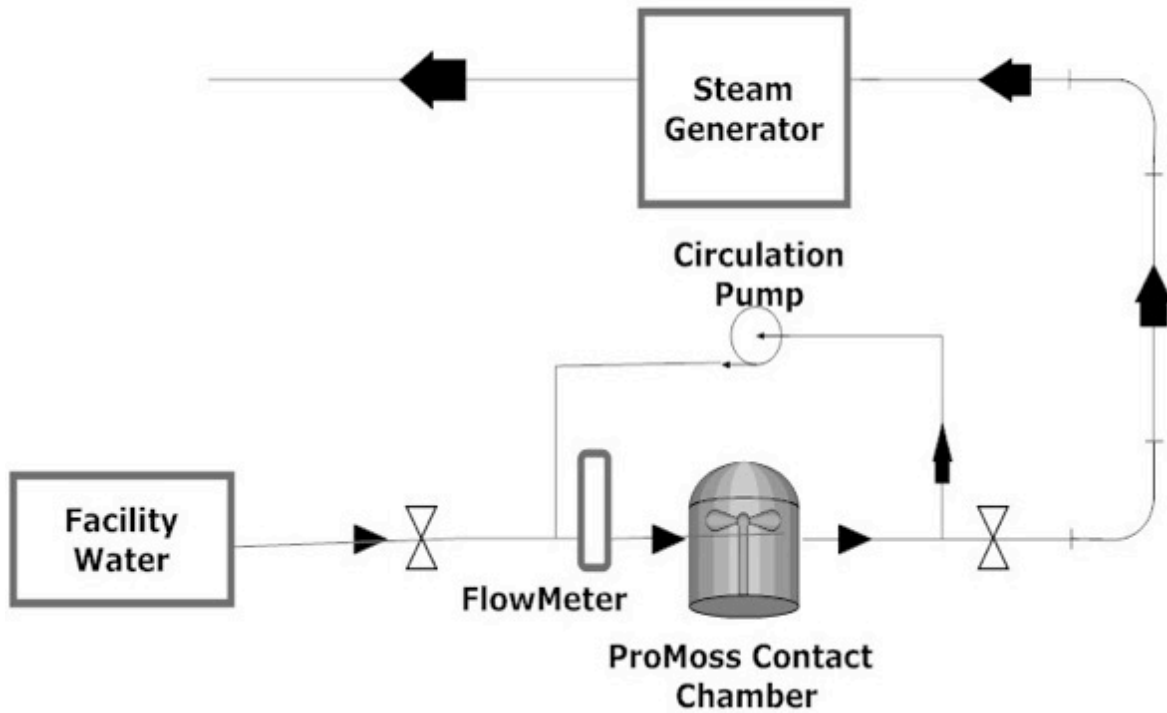 Steam
Generator
Circulation
Pump
Facility
Water
FlowMeter
ProMoss Contact
Chamber